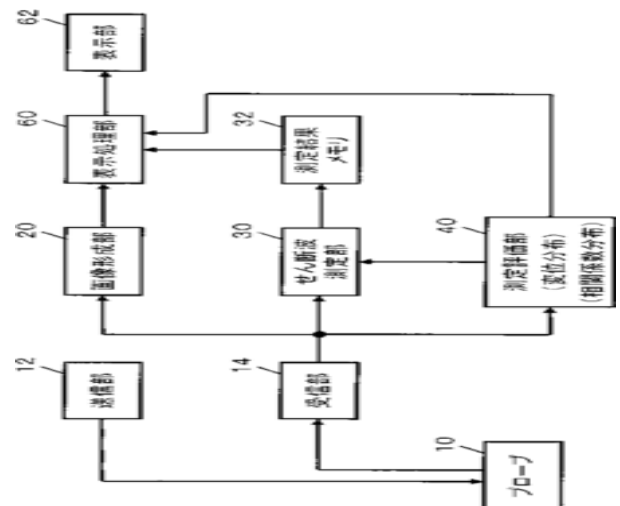 12
送信部
20
画像形成部
60
表示処理部
62
表示部
14
受信部
30
せん断波
測定部
32
測定結果
メモリ
10
プローブ
40
測定評価部
(変位分布)
(相関係数分布)